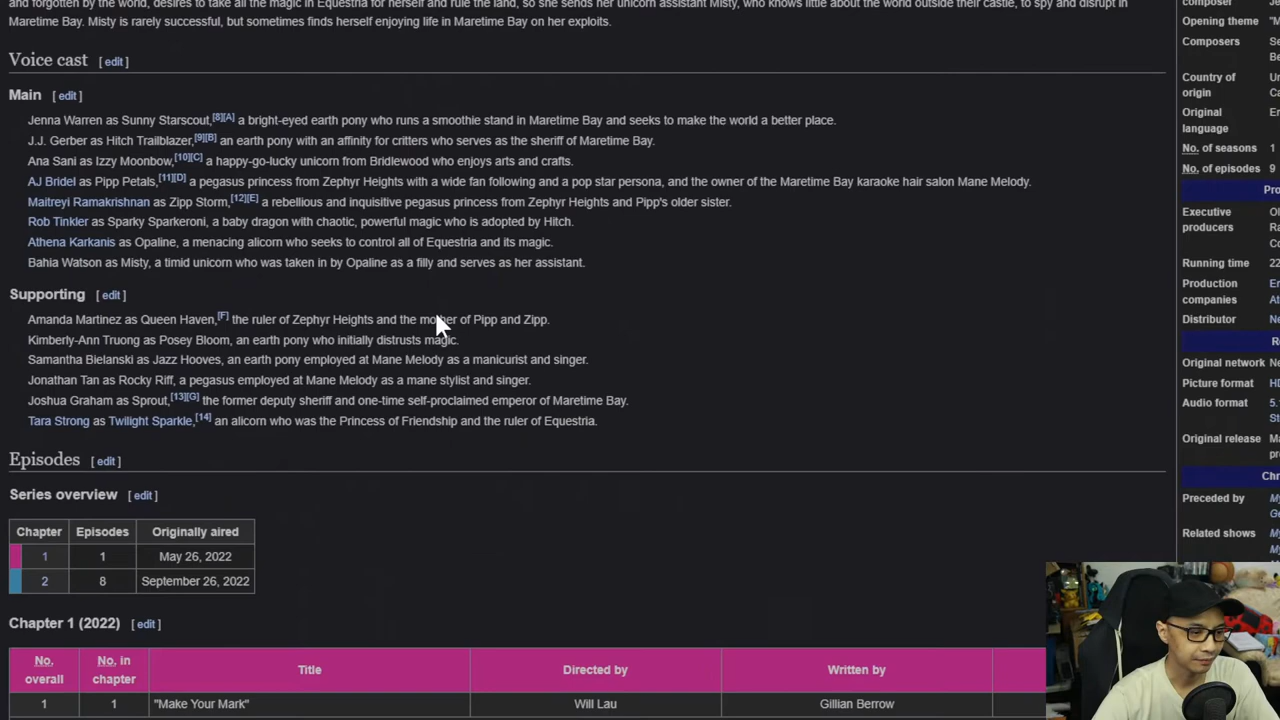 and forgotten by the world, desires to take all the magic in Equestria for herself and rule the land, so she sends her unicorn assistant Misty, who knows little about the world outside their castle, to spy and disrupt in
Maretime Bay. Misty is rarely successful, but sometimes finds herself enjoying life in Maretime Bay on her exploits.
Voice cast [ edit ]
Main [ edit ]
Jenna Warren as Sunny Starscout,[8][A] a bright-eyed earth pony who runs a smoothie stand in Maretime Bay and seeks to make the world a better place.
J.J. Gerber as Hitch Trailblazer,[9][B] an earth pony with an affinity for critters who serves as the sheriff of Maretime Bay.
Ana Sani as Izzy Moonbow,[10][C] a happy-go-lucky unicorn from Bridlewood who enjoys arts and crafts.
AJ Bridel as Pipp Petals,[11][D] a pegasus princess from Zephyr Heights with a wide fan following and a pop star persona, and the owner of the Maretime Bay karaoke hair salon Mane Melody.
Maitreyi Ramakrishnan as Zipp Storm,[12][E] a rebellious and inquisitive pegasus princess from Zephyr Heights and Pipp's older sister.
Rob Tinkler as Sparky Sparkeroni, a baby dragon with chaotic, powerful magic who is adopted by Hitch.
Athena Karkanis as Opaline, a menacing alicorn who seeks to control all of Equestria and its magic.
Bahia Watson as Misty, a timid unicorn who was taken in by Opaline as a filly and serves as her assistant.
Supporting [ edit ]
Amanda Martinez as Queen Haven,[F] the ruler of Zephyr Heights and the mother of Pipp and Zipp.
Kimberly-Ann Truong as Posey Bloom, an earth pony who initially distrusts magic.
Samantha Bielanski as Jazz Hooves, an earth pony employed at Mane Melody as a manicurist and singer.
Jonathan Tan as Rocky Riff, a pegasus employed at Mane Melody as a mane stylist and singer.
Joshua Graham as Sprout,[13][G] the former deputy sheriff and one-time self-proclaimed emperor of Maretime Bay.
Tara Strong as Twilight Sparkle,[14] an alicorn who was the Princess of Friendship and the ruler of Equestria.
Episodes [ edit ]
Series overview [ edit ]
Chapter Episodes Originally aired
1 1 May 26, 2022
2 8 September 26, 2022
Chapter 1 (2022) [ edit ]
No. overall No. in chapter Title Directed by Written by
1 1 "Make Your Mark" Will Lau Gillian Berrow
composer
Opening theme
Composers
Country of
origin
Original
language
No. of seasons 1
No. of episodes 9
Executive
producers
Running time 22
Production
companies
Distributor
Original network
Picture format
Audio format 5.
Original release
Preceded by
Related shows